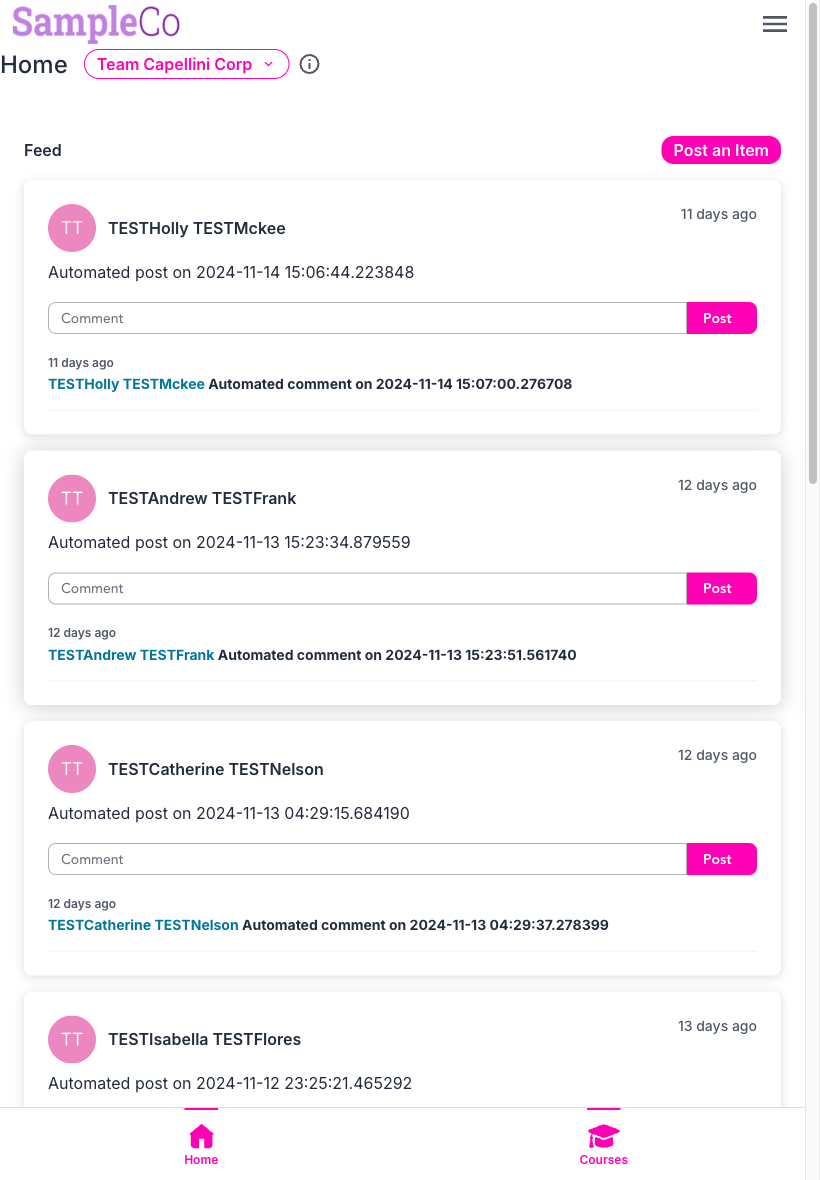 SampleCo
Home
Team Capellini Corp
Feed
Post an Item
TT
TESTHolly TESTMckee
11 days ago
Automated post on 2024-11-14 15:06:44.223848
Comment
Post
11 days ago
TESTHolly TESTMckee Automated comment on 2024-11-14 15:07:00.276708
TT
TESTAndrew TESTFrank
12 days ago
Automated post on 2024-11-13 15:23:34.879559
Comment
Post
12 days ago
TESTAndrew TESTFrank Automated comment on 2024-11-13 15:23:51.561740
TT
TESTCatherine TESTNelson
12 days ago
Automated post on 2024-11-13 04:29:15.684190
Comment
Post
12 days ago
TESTCatherine TESTNelson Automated comment on 2024-11-13 04:29:37.278399
TT
TESTIsabella TESTFlores
13 days ago
Automated post on 2024-11-12 23:25:21.465292
Home
Courses